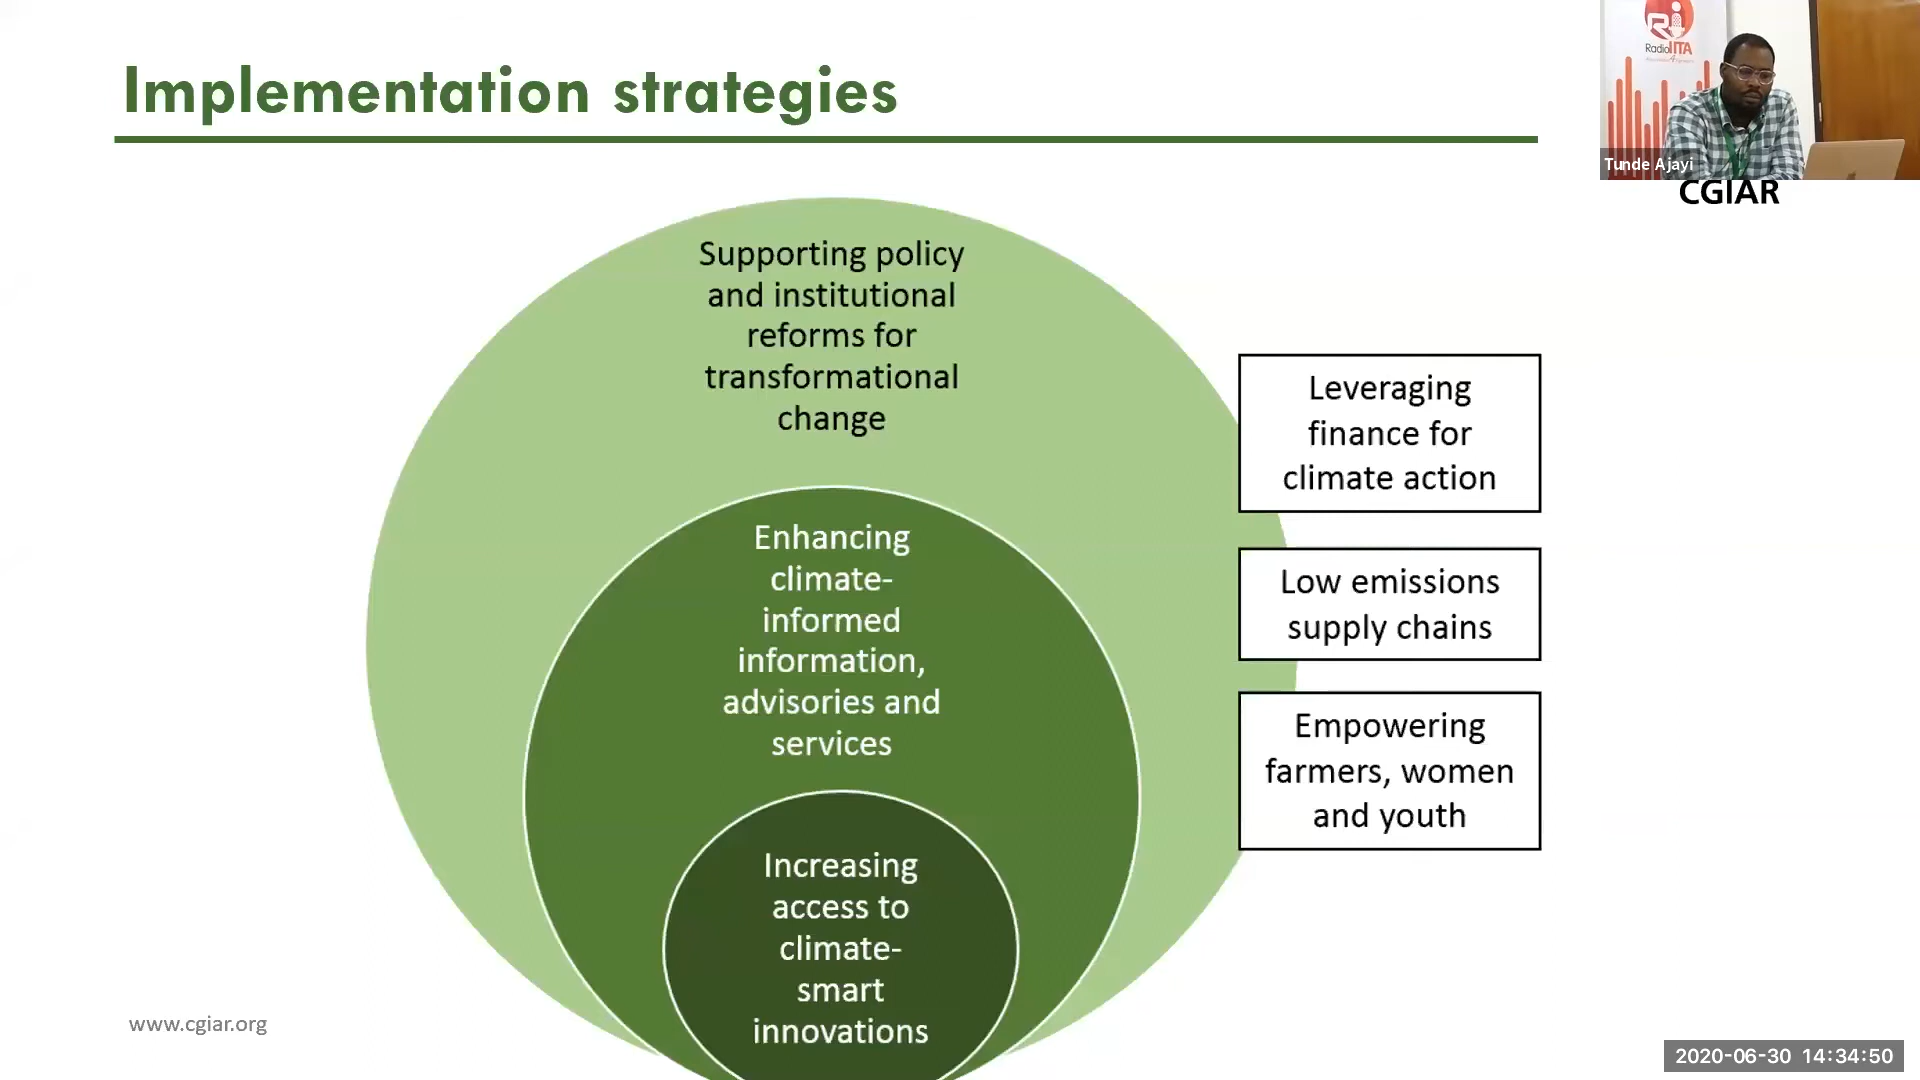 Implementation strategies
Radio IITA
Tunde Ajayi
CGIAR
Supporting policy
and institutional
reforms for
transformational
change
Enhancing
climate-
informed
information,
advisories and
services
Increasing
access to
climate-
smart
innovations
Leveraging
finance for
climate action
Low emissions
supply chains
Empowering
farmers, women
and youth
www.cgiar.org
2020-06-30 14:34:50